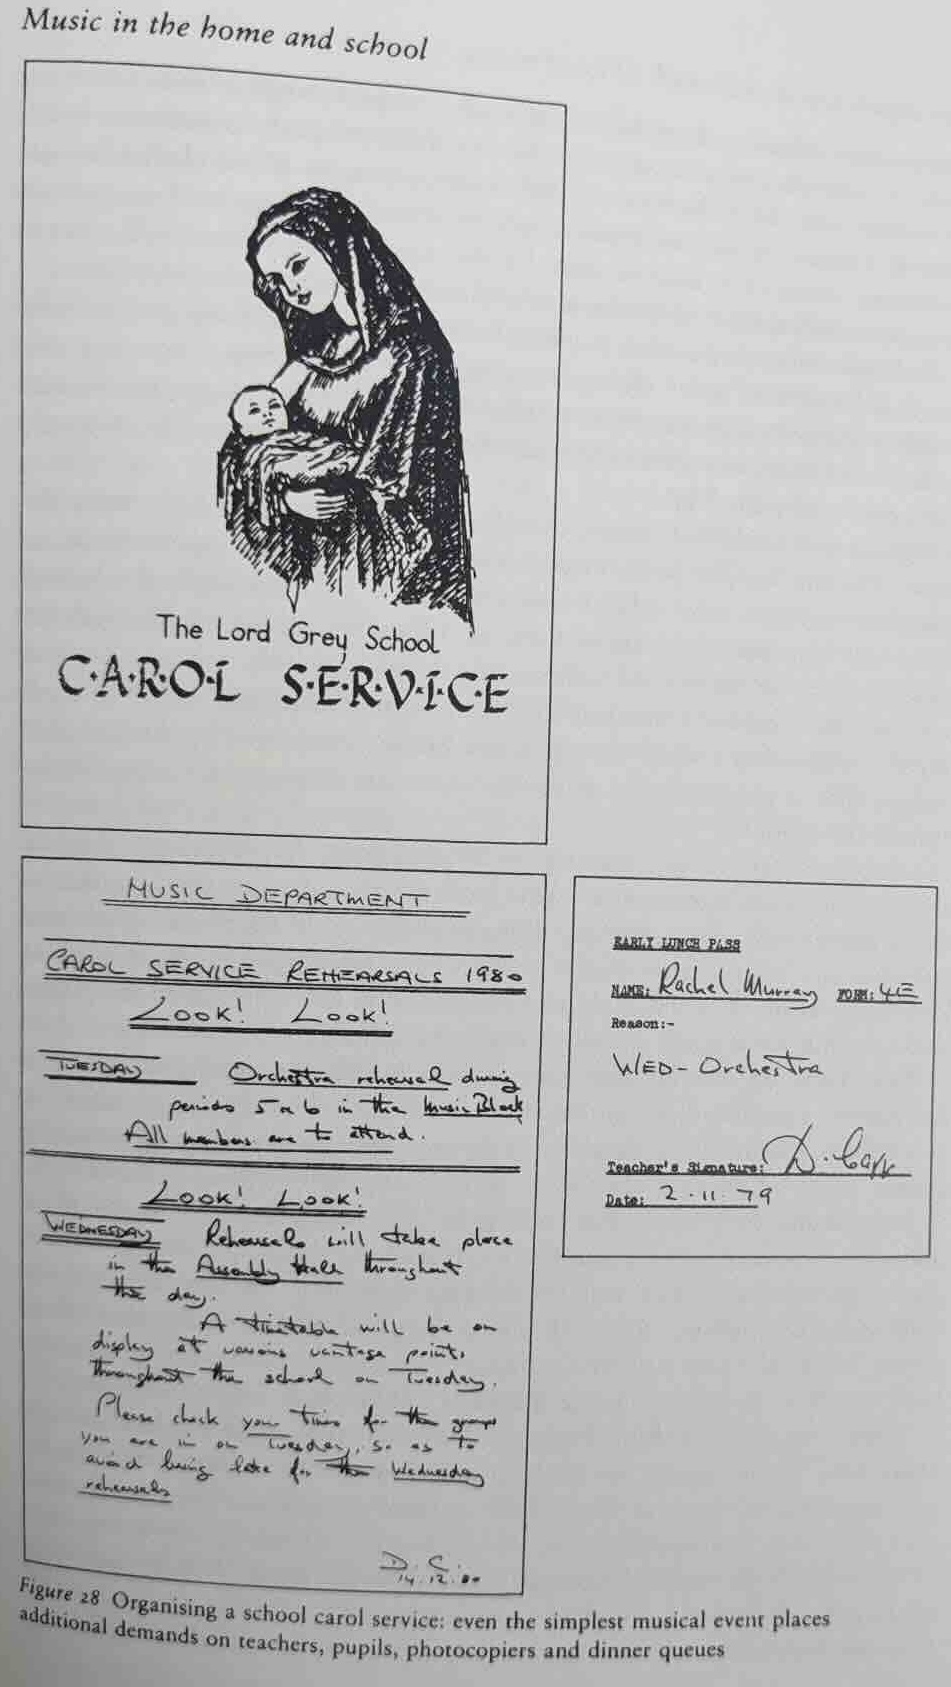 Music in the home and school
The Lord Grey School
C·A·R·O·L S·E·R·V·I·C·E
MUSIC DEPARTMENT
CAROL SERVICE REHEARSALS 1980
LOOK! LOOK!
TUESDAY Orchestra rehearsal during
periods 5 & 6 in the Music Block
All members are to attend.
LOOK! LOOK!
WEDNESDAY Rehearsals will take place
in the Assembly Hall throughout
the day.
A timetable will be on
display at various vantage points
throughout the school on Tuesday.
Please check your times for the groups
you are in on Tuesday, so as to
avoid being late for the Wednesday
rehearsals
D. C.
14.12.80
EARLY LUNCH PASS
NAME: Rachel Murray FORM: 4E
Reason:-
WED - Orchestra
Teacher's Signature: D. Carr
Date: 2.11.79
Figure 28 Organising a school carol service: even the simplest musical event places
additional demands on teachers, pupils, photocopiers and dinner queues